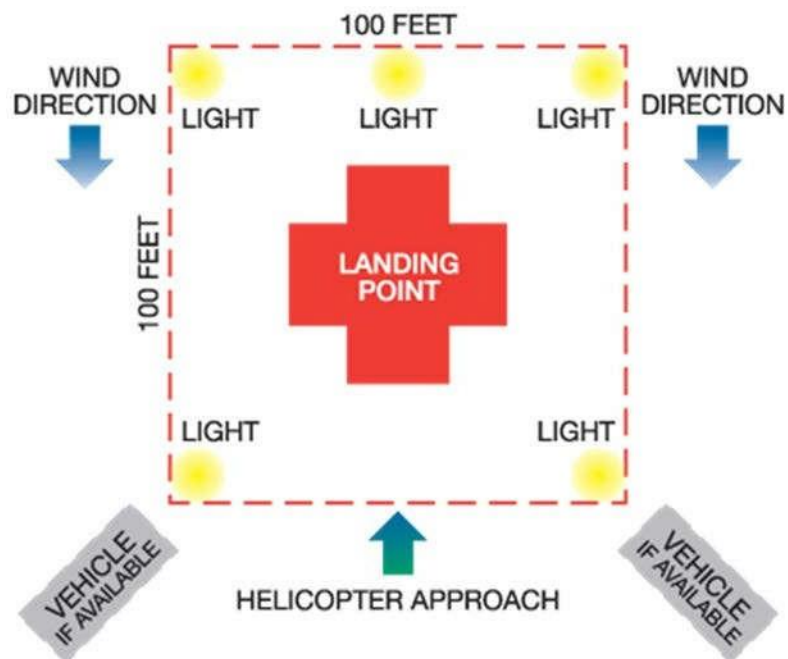 100 FEET
WIND
DIRECTION
WIND
DIRECTION
LIGHT
LIGHT
LIGHT
100 FEET
LANDING
POINT
LIGHT
LIGHT
VEHICLE
IF AVAILABLE
HELICOPTER APPROACH
VEHICLE
IF AVAILABLE